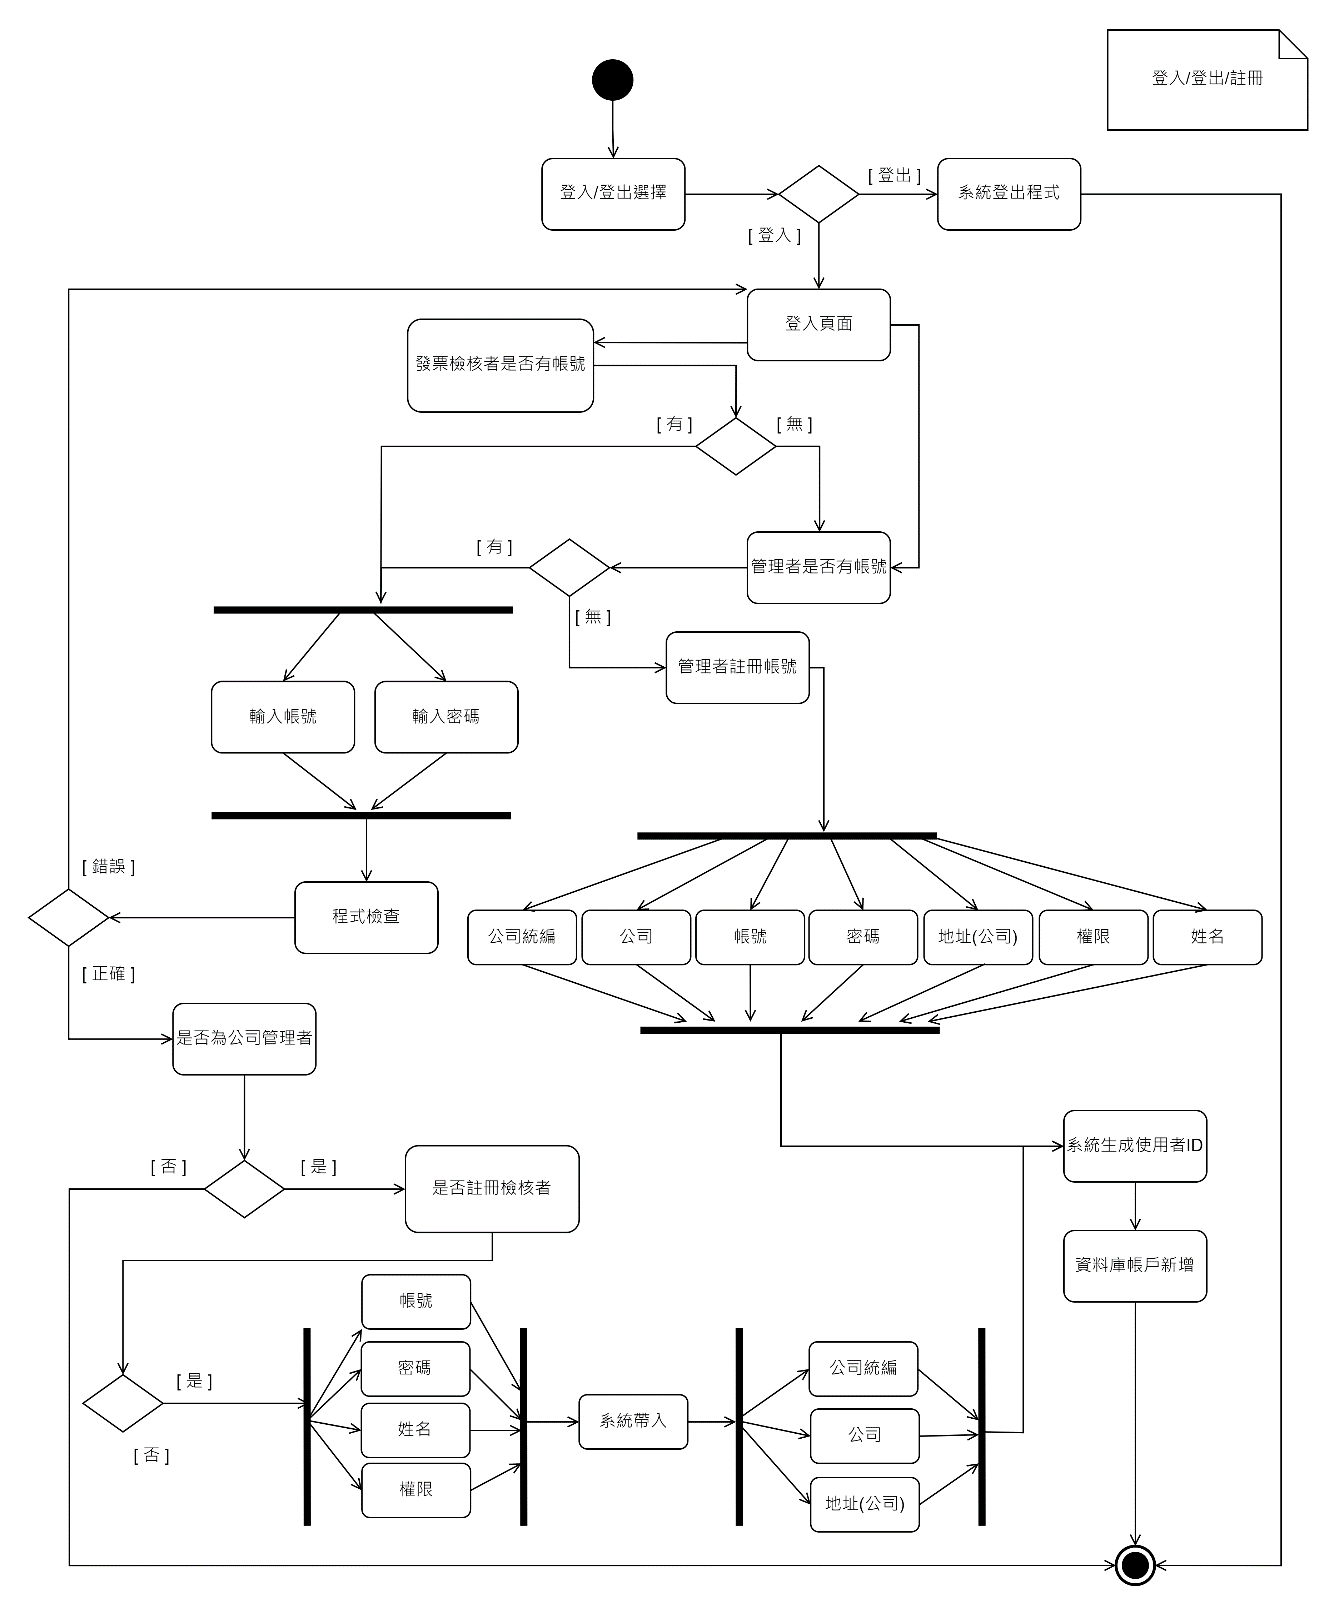 登入/登出/註冊
登入/登出選擇
[ 登出 ]
系統登出程式
[ 登入 ]
登入頁面
發票檢核者是否有帳號
[ 有 ]
[ 無 ]
[ 有 ]
管理者是否有帳號
[ 無 ]
管理者註冊帳號
輸入帳號
輸入密碼
[ 錯誤 ]
程式檢查
[ 正確 ]
公司統編
公司
帳號
密碼
地址(公司)
權限
姓名
是否為公司管理者
系統生成使用者ID
[ 否 ]
[ 是 ]
是否註冊檢核者
資料庫帳戶新增
帳號
密碼
姓名
權限
[ 是 ]
[ 否 ]
系統帶入
公司統編
公司
地址(公司)